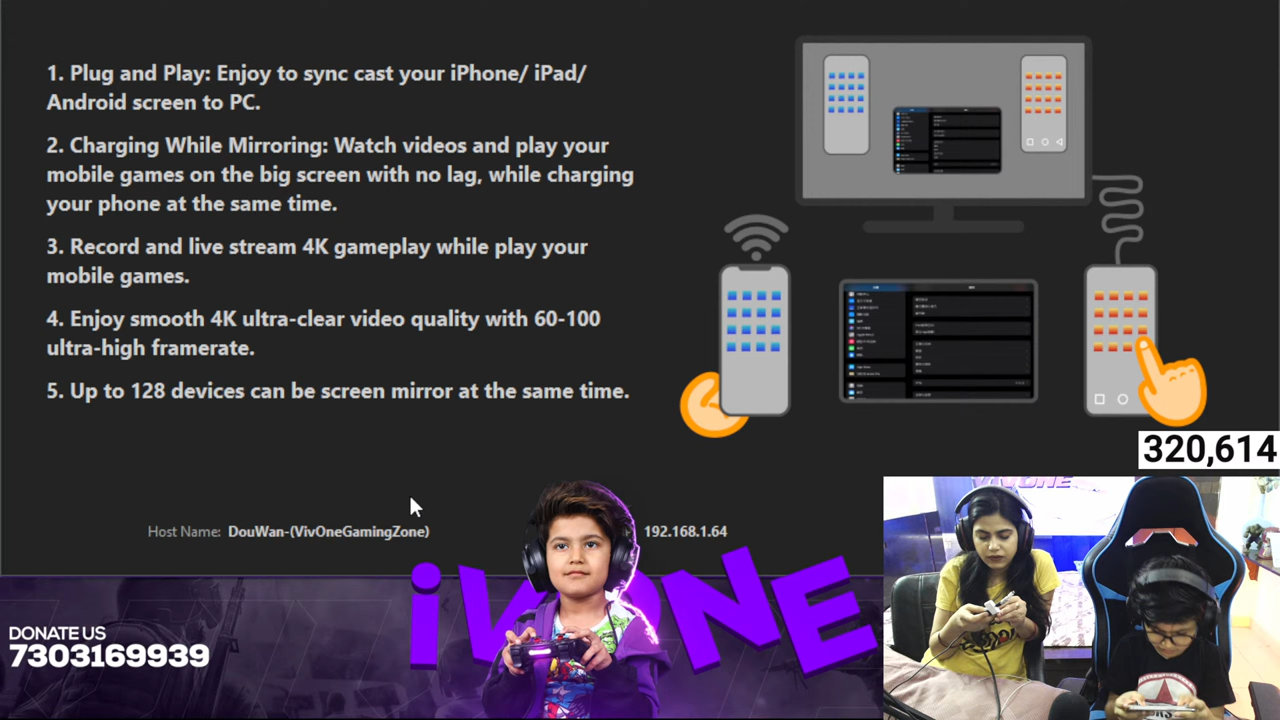 1. Plug and Play: Enjoy to sync cast your iPhone/ iPad/
Android screen to PC.
2. Charging While Mirroring: Watch videos and play your
mobile games on the big screen with no lag, while charging
your phone at the same time.
3. Record and live stream 4K gameplay while play your
mobile games.
4. Enjoy smooth 4K ultra-clear video quality with 60-100
ultra-high framerate.
5. Up to 128 devices can be screen mirror at the same time.
320,614
Host Name: DouWan-(VivOneGamingZone)
192.168.1.64
DONATE US
7303169939
iVONE